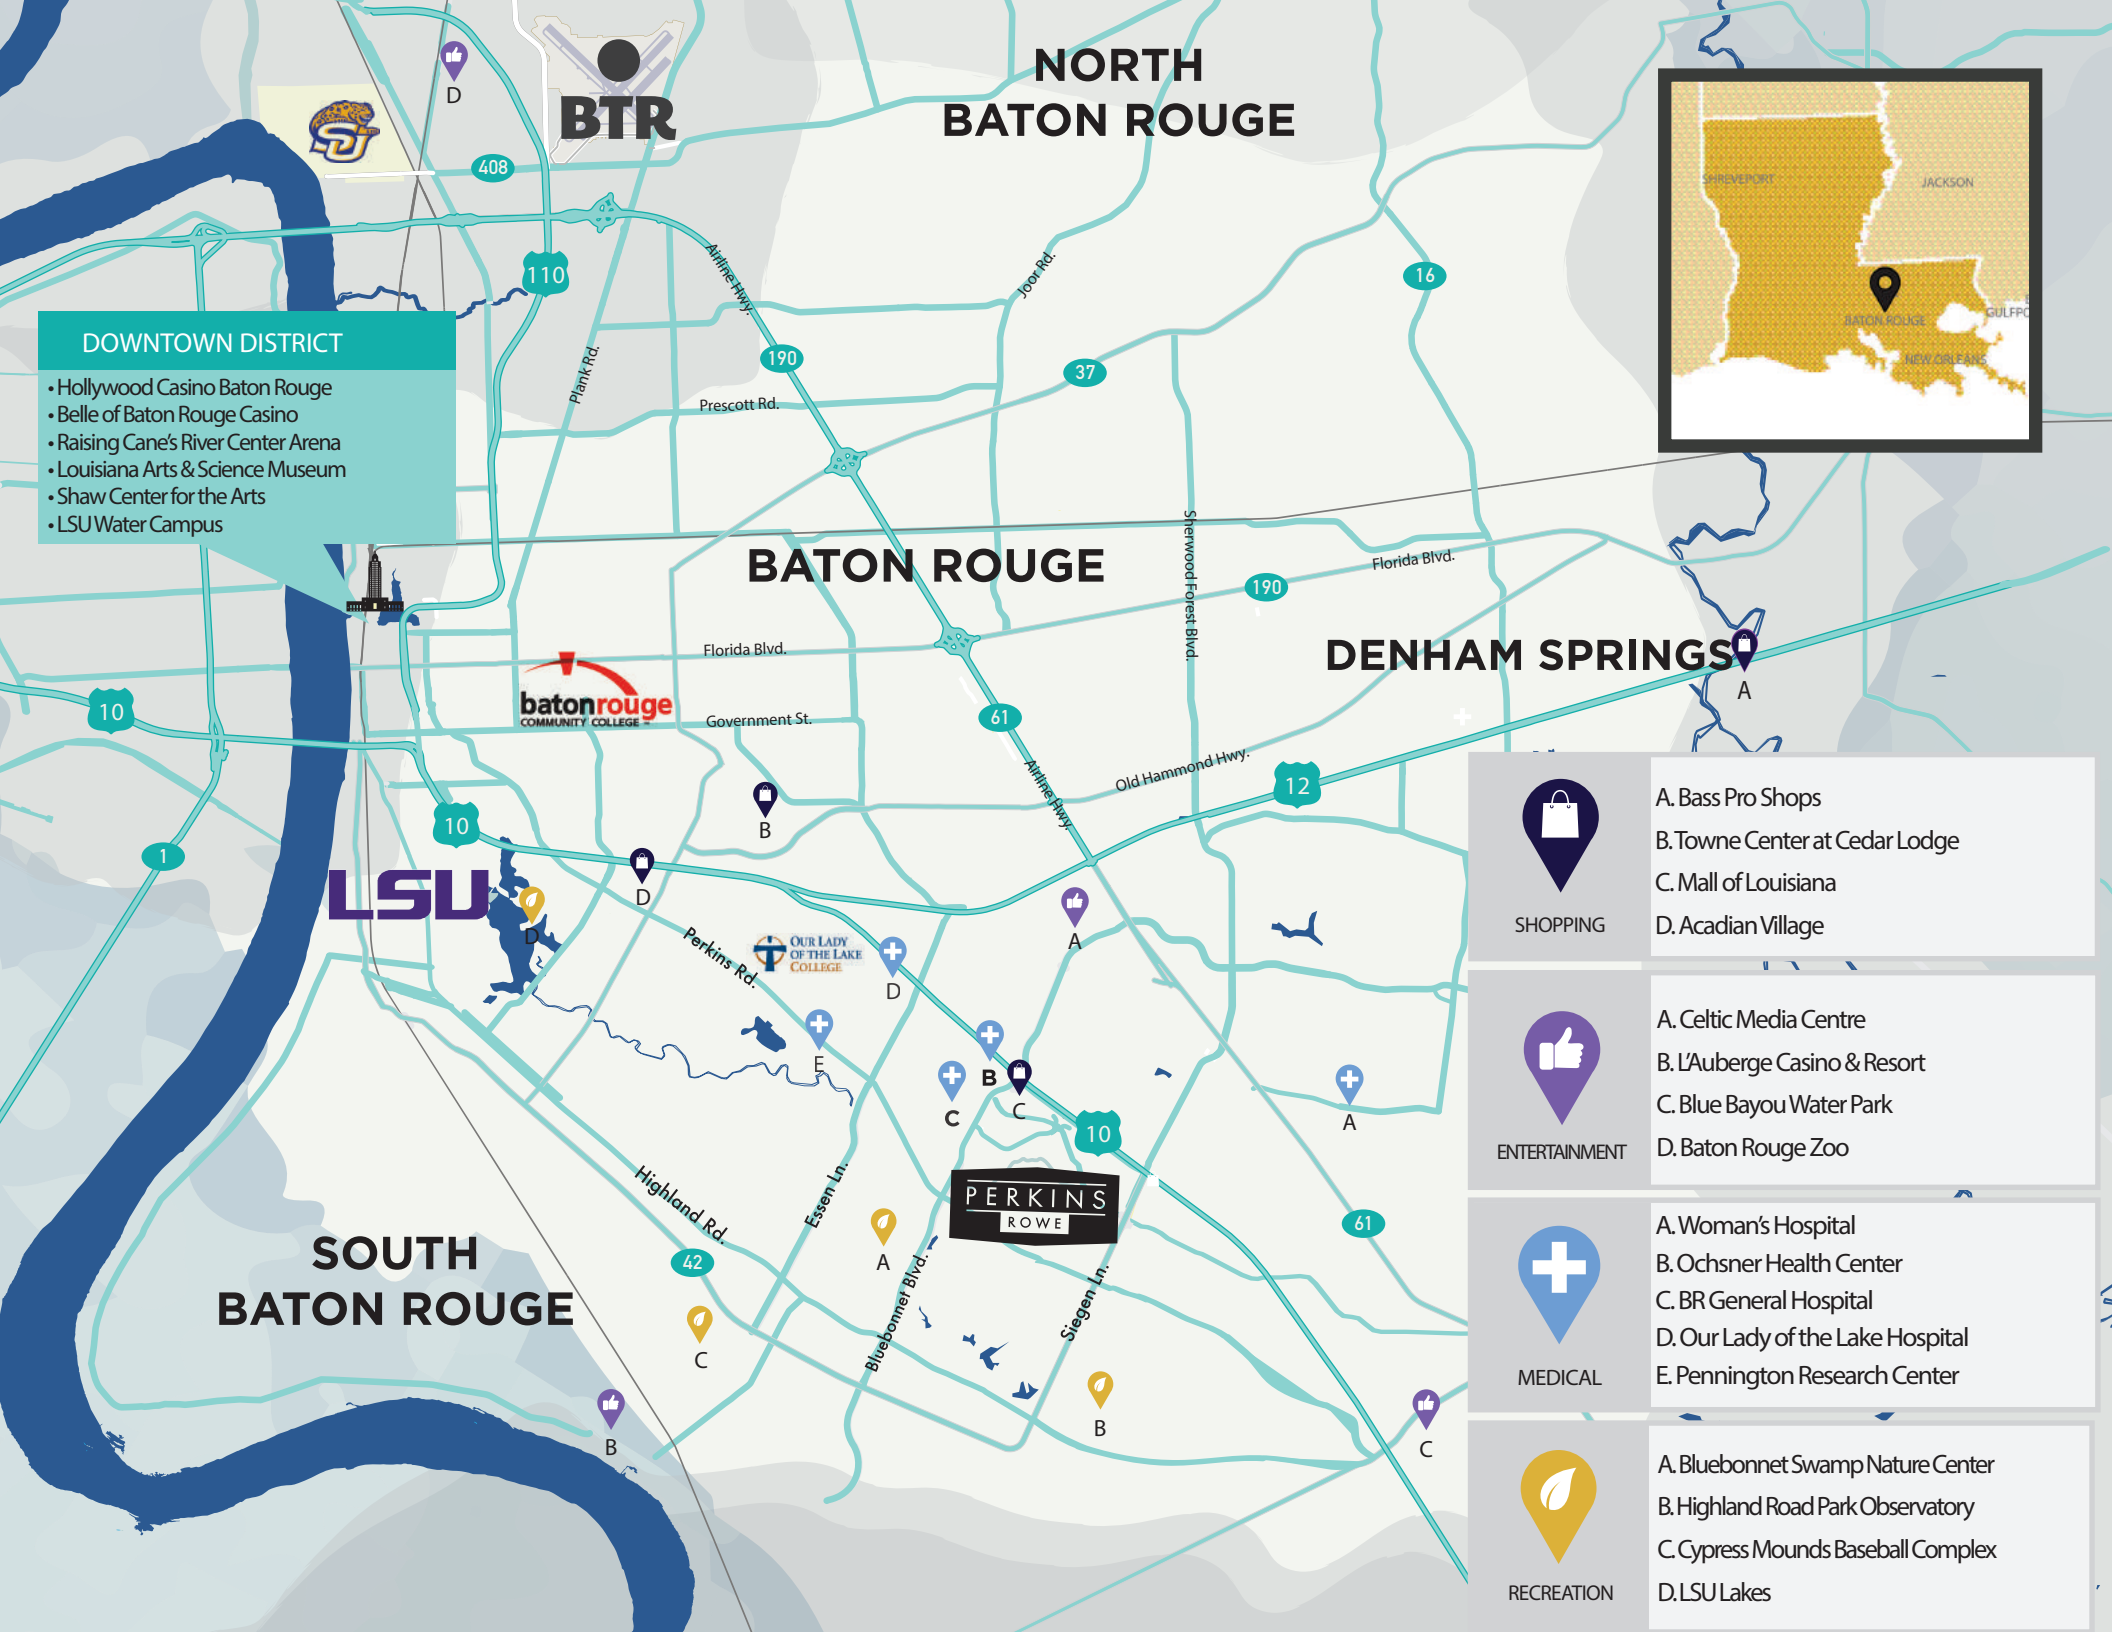 NORTH
BATON ROUGE
D
SU
BTR
408
110
Airline Hwy.
Joor Rd.
16
SHREVEPORT
JACKSON
BATON ROUGE
GULFPO
NEW ORLEANS
DOWNTOWN DISTRICT
• Hollywood Casino Baton Rouge
• Belle of Baton Rouge Casino
• Raising Cane's River Center Arena
• Louisiana Arts & Science Museum
• Shaw Center for the Arts
• LSU Water Campus
Plank Rd.
190
37
Prescott Rd.
BATON ROUGE
Sherwood Forest Blvd.
Florida Blvd.
190
Florida Blvd.
DENHAM SPRINGS
A
batonrouge
COMMUNITY COLLEGE
Government St.
10
61
Airline Hwy.
Old Hammond Hwy.
12
B
10
1
LSU
D
D
Perkins Rd.
OUR LADY
OF THE LAKE
COLLEGE
D
A
E
B
C
C
A
10
PERKINS
ROWE
Highland Rd.
Essen Ln.
42
A
Bluebonnet Blvd.
Siegen Ln.
61
SOUTH
BATON ROUGE
C
B
B
C
SHOPPING
A. Bass Pro Shops
B. Towne Center at Cedar Lodge
C. Mall of Louisiana
D. Acadian Village
ENTERTAINMENT
A. Celtic Media Centre
B. L'Auberge Casino & Resort
C. Blue Bayou Water Park
D. Baton Rouge Zoo
MEDICAL
A. Woman's Hospital
B. Ochsner Health Center
C. BR General Hospital
D. Our Lady of the Lake Hospital
E. Pennington Research Center
RECREATION
A. Bluebonnet Swamp Nature Center
B. Highland Road Park Observatory
C. Cypress Mounds Baseball Complex
D. LSU Lakes